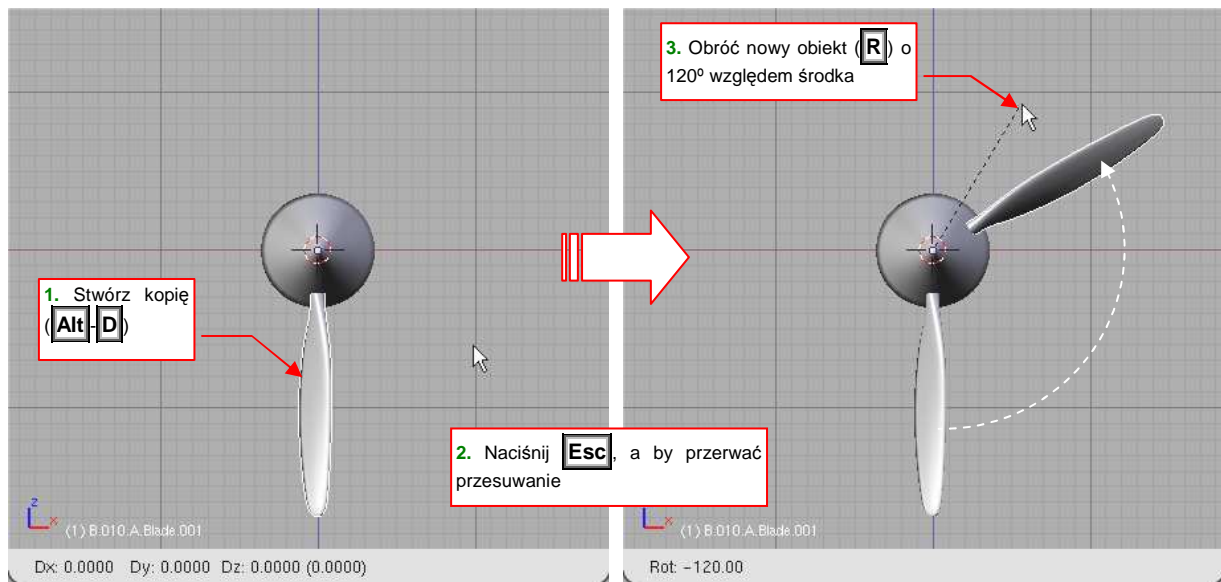 1. Stwórz kopię
(Alt-D)
z
x
(1) B.010.A.Blade.001
Dx: 0.0000 Dy: 0.0000 Dz: 0.0000 (0.0000)
2. Naciśnij Esc, a by przerwać
przesuwanie
3. Obróć nowy obiekt (R) o
120º względem środka
z
x
(1) B.010.A.Blade.001
Rot: -120.00